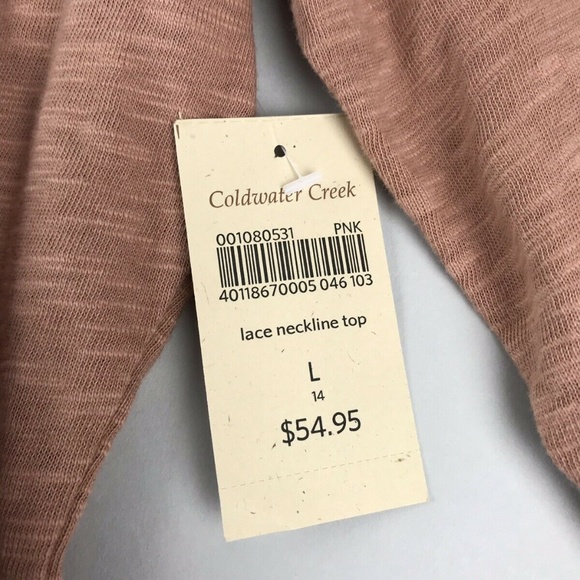 Coldwater Creek
001080531 PNK
40118670005 046 103
lace neckline top
L
14
$54.95